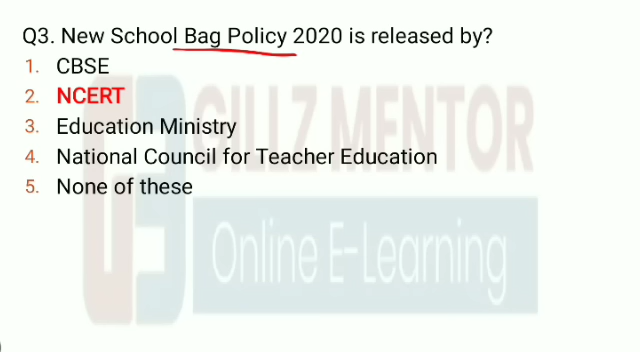 Q3. New School Bag Policy 2020 is released by?
1. CBSE
2. NCERT
3. Education Ministry
4. National Council for Teacher Education
5. None of these
GILLZ MENTOR
Online E-Learning